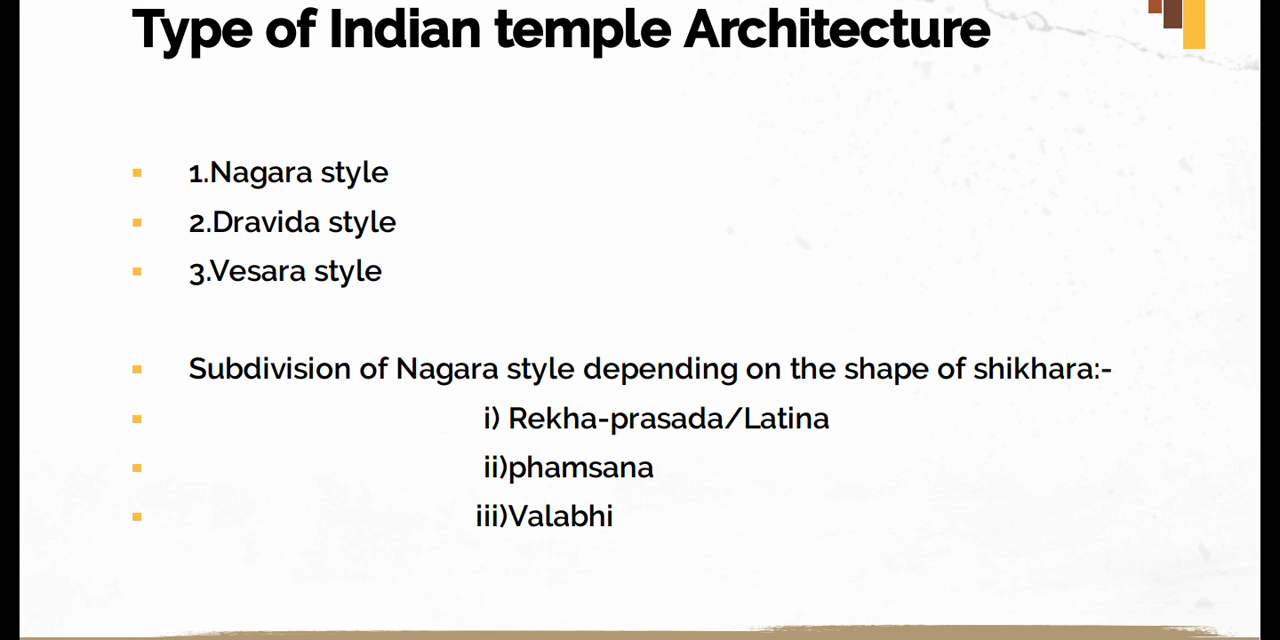 Type of Indian temple Architecture
1.Nagara style
2.Dravida style
3.Vesara style
Subdivision of Nagara style depending on the shape of shikhara:-
i) Rekha-prasada/Latina
ii)phamsana
iii)Valabhi